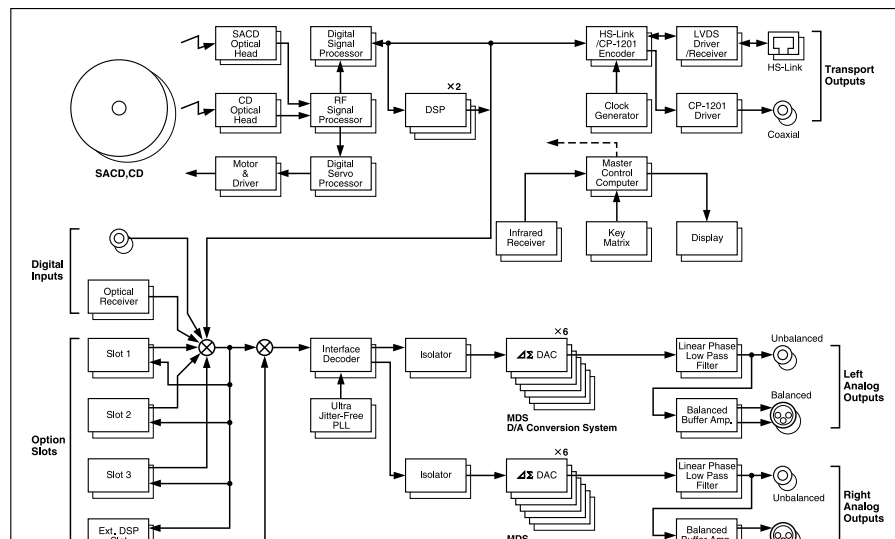 SACD
Optical
Head
Digital
Signal
Processor
HS-Link
/CP-1201
Encoder
LVDS
Driver
/Receiver
HS-Link
Transport
Outputs
CD
Optical
Head
RF
Signal
Processor
×2
DSP
Clock
Generator
CP-1201
Driver
Coaxial
SACD,CD
Motor
&
Driver
Digital
Servo
Processor
Master
Control
Computer
Infrared
Receiver
Key
Matrix
Display
Digital
Inputs
Optical
Receiver
Option
Slots
Slot 1
Slot 2
Slot 3
Ext. DSP
Interface
Decoder
Ultra
Jitter-Free
PLL
Isolator
×6
ΔΣ DAC
MDS
D/A Conversion System
Linear Phase
Low Pass
Filter
Unbalanced
Balanced
Balanced
Buffer Amp.
Left
Analog
Outputs
Isolator
×6
ΔΣ DAC
MDS
Linear Phase
Low Pass
Filter
Unbalanced
Balanced
Buffer Amp.
Right
Analog
Outputs